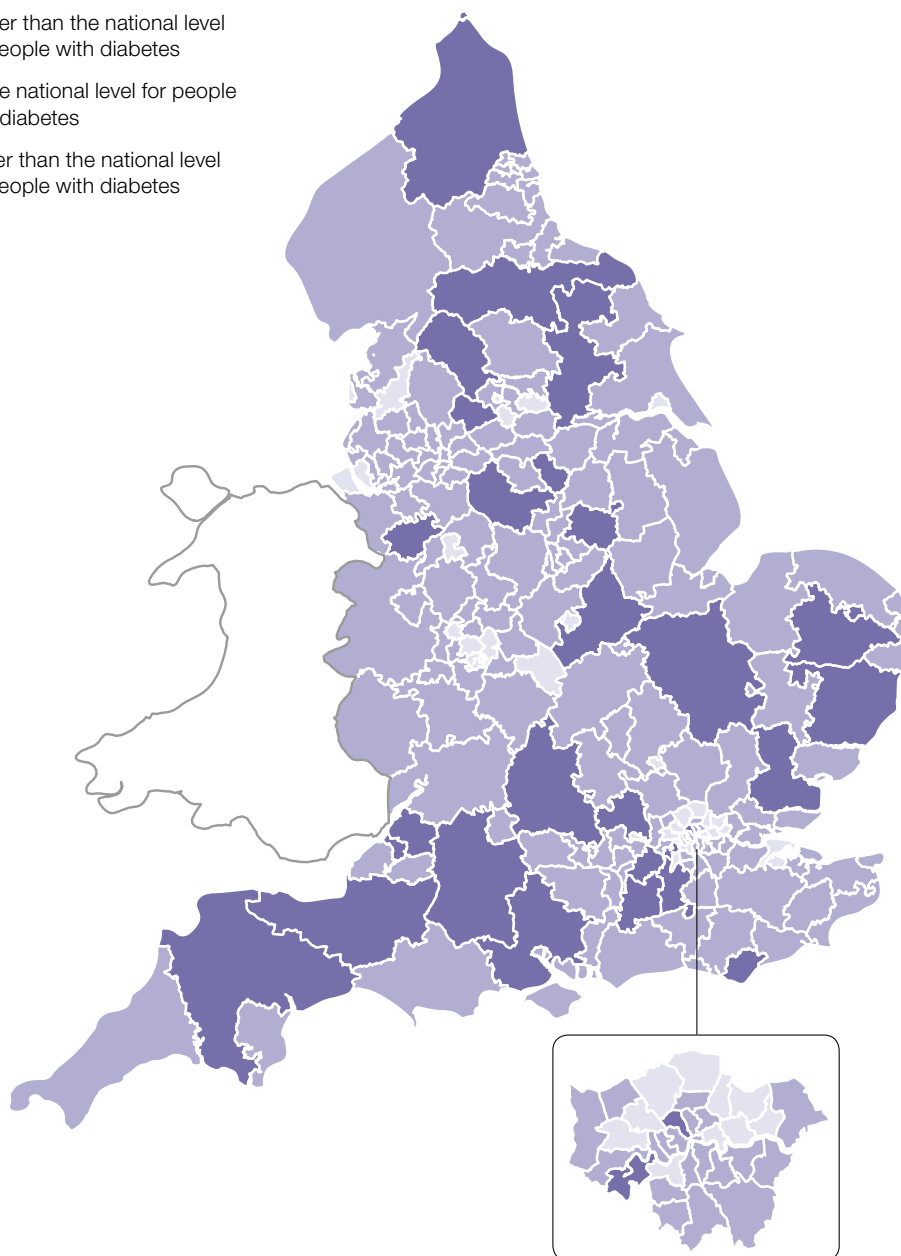 er than the national level
eople with diabetes
e national level for people
diabetes
er than the national level
eople with diabetes